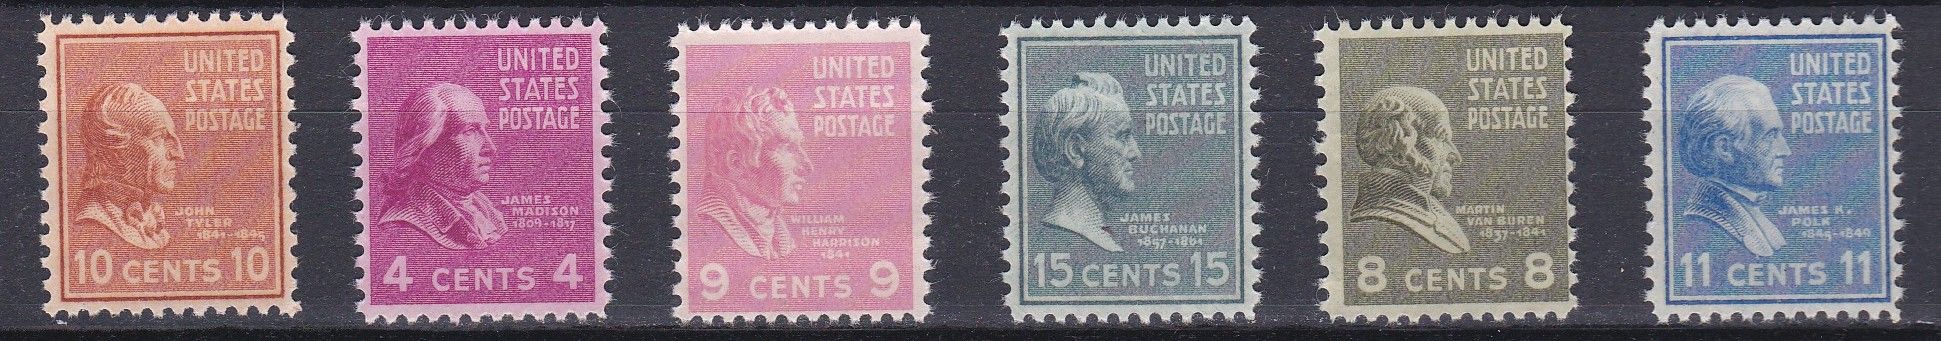 UNITED
STATES
POSTAGE
JOHN
TYLER
1841-1845
10 CENTS 10
UNITED
STATES
POSTAGE
JAMES
MADISON
1809-1817
4 CENTS 4
UNITED
STATES
POSTAGE
WILLIAM
HENRY
HARRISON
1841
9 CENTS 9
UNITED
STATES
POSTAGE
JAMES
BUCHANAN
1857-1861
15 CENTS 15
UNITED
STATES
POSTAGE
MARTIN
VAN BUREN
1837-1841
8 CENTS 8
UNITED
STATES
POSTAGE
JAMES K.
POLK
1845-1849
11 CENTS 11